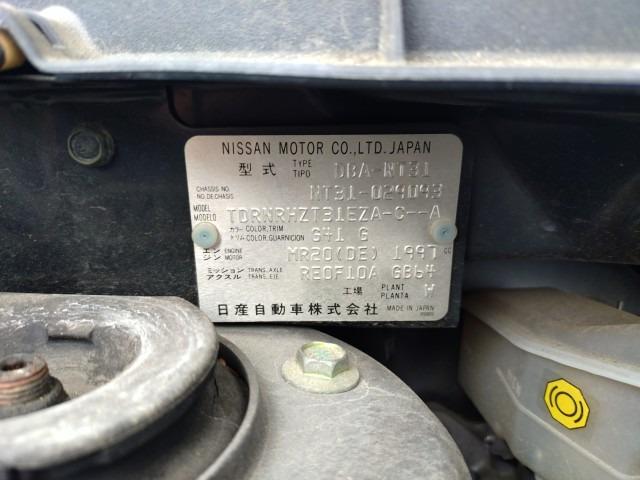 NISSAN MOTOR CO.,LTD.JAPAN
型式 TYPE TIPO DBA-NT31
CHASSIS NO. NO.DECHASIS NT31-029093
MODEL MODELO TDRNRHZT31EZA-C--A
カラー COLOR,TRIM トリム COLOR,GUARNICION G41 G
エンジン ENGINE MOTOR MR20(DE) 1997 CC
ミッション TRANS.AXLE アクスル TRANS.EJE RE0F10A GB64
工場 PLANT PLANTA W
日産自動車株式会社 MADE IN JAPAN